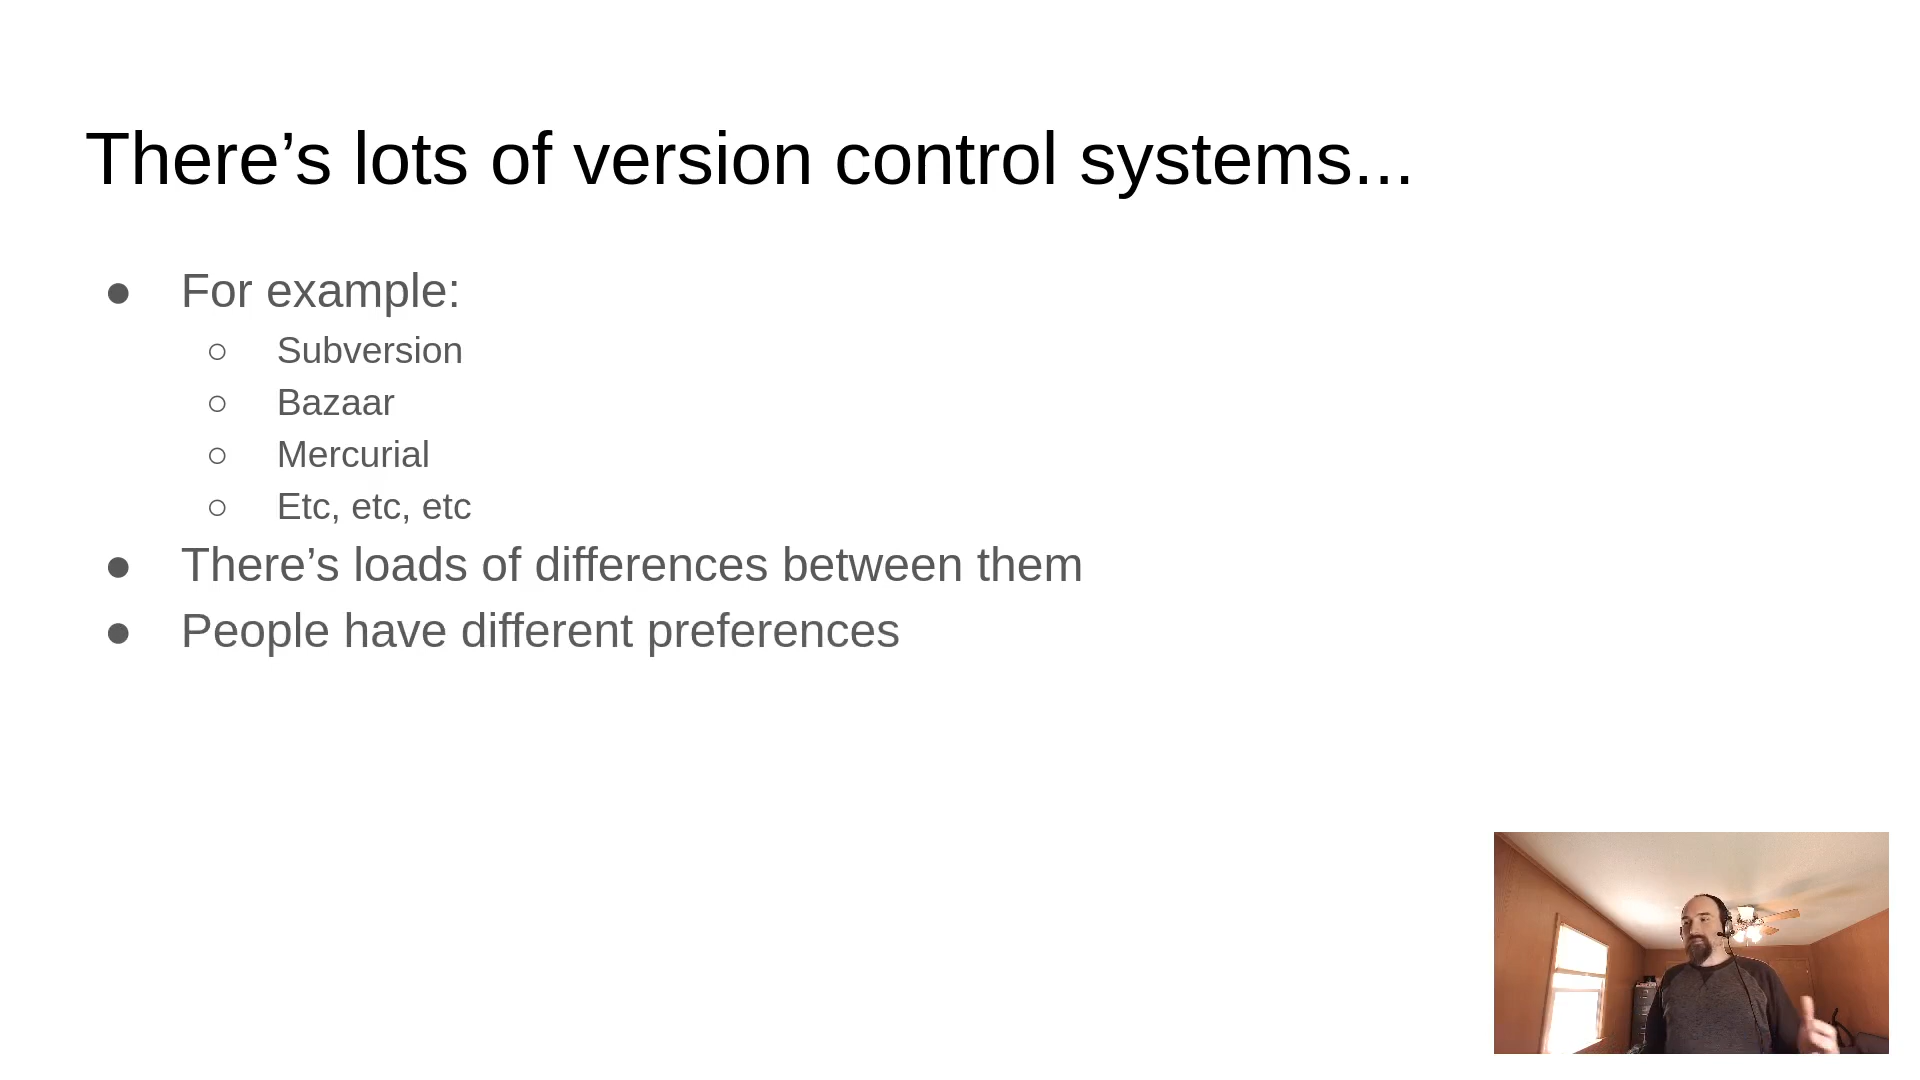 There’s lots of version control systems...
● For example:
○ Subversion
○ Bazaar
○ Mercurial
○ Etc, etc, etc
● There’s loads of differences between them
● People have different preferences